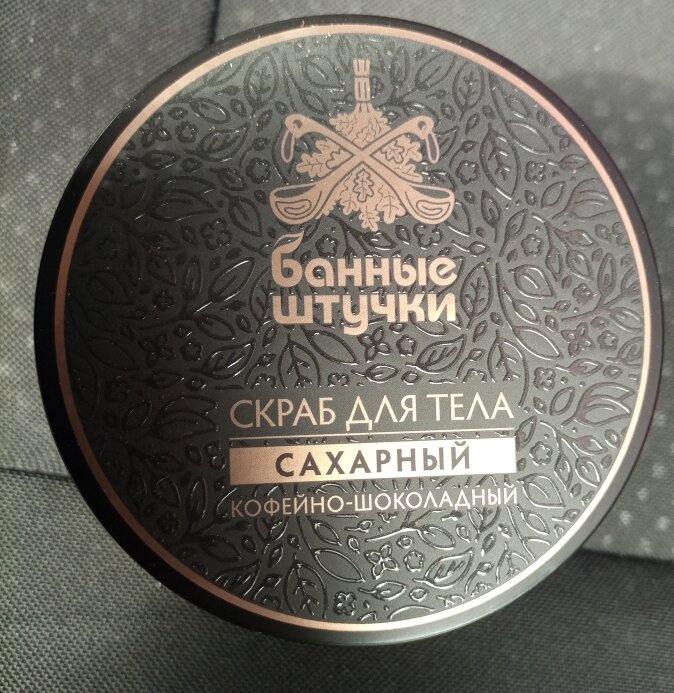 банные
штучки
СКРАБ ДЛЯ ТЕЛА
САХАРНЫЙ
КОФЕЙНО-ШОКОЛАДНЫЙ